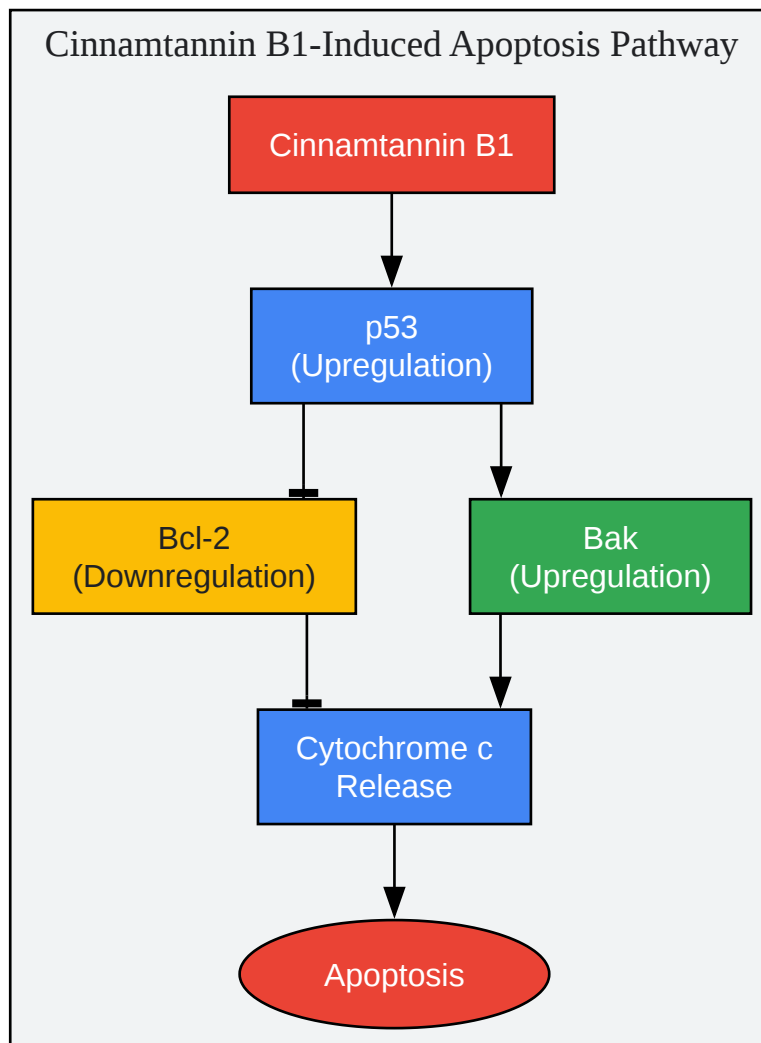 Cinnamtannin B1-Induced Apoptosis Pathway
Cinnamtannin B1
p53
(Upregulation)
Bcl-2
(Downregulation)
Bak
(Upregulation)
Cytochrome c
Release
Apoptosis